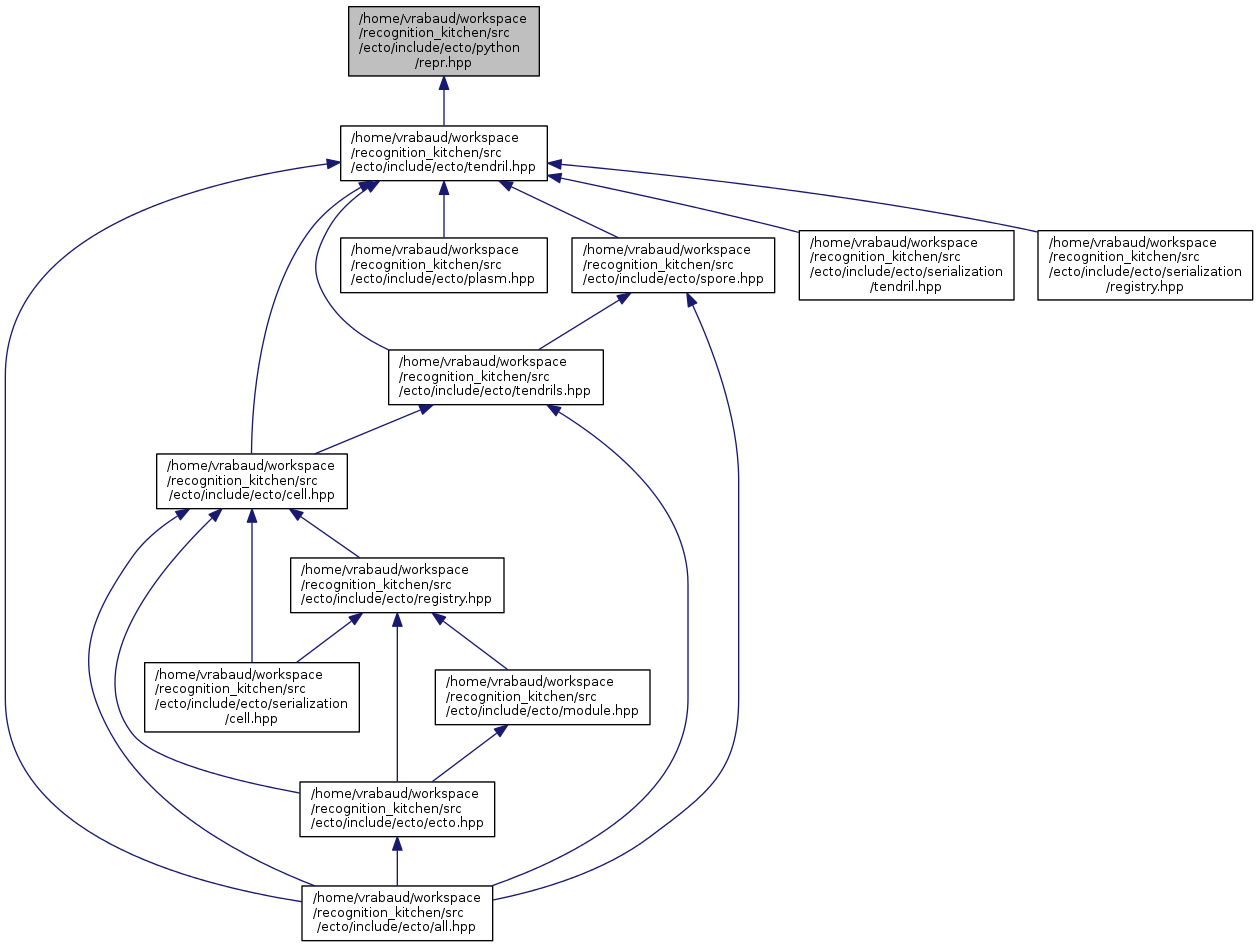 /home/vrabaud/workspace
/recognition_kitchen/src
/ecto/include/ecto/python
/repr.hpp
/home/vrabaud/workspace
/recognition_kitchen/src
/ecto/include/ecto/tendril.hpp
/home/vrabaud/workspace
/recognition_kitchen/src
/ecto/include/ecto/plasm.hpp
/home/vrabaud/workspace
/recognition_kitchen/src
/ecto/include/ecto/spore.hpp
/home/vrabaud/workspace
/recognition_kitchen/src
/ecto/include/ecto/serialization
/tendril.hpp
/home/vrabaud/workspace
/recognition_kitchen/src
/ecto/include/ecto/serialization
/registry.hpp
/home/vrabaud/workspace
/recognition_kitchen/src
/ecto/include/ecto/tendrils.hpp
/home/vrabaud/workspace
/recognition_kitchen/src
/ecto/include/ecto/cell.hpp
/home/vrabaud/workspace
/recognition_kitchen/src
/ecto/include/ecto/registry.hpp
/home/vrabaud/workspace
/recognition_kitchen/src
/ecto/include/ecto/serialization
/cell.hpp
/home/vrabaud/workspace
/recognition_kitchen/src
/ecto/include/ecto/module.hpp
/home/vrabaud/workspace
/recognition_kitchen/src
/ecto/include/ecto/ecto.hpp
/home/vrabaud/workspace
/recognition_kitchen/src
/ecto/include/ecto/all.hpp